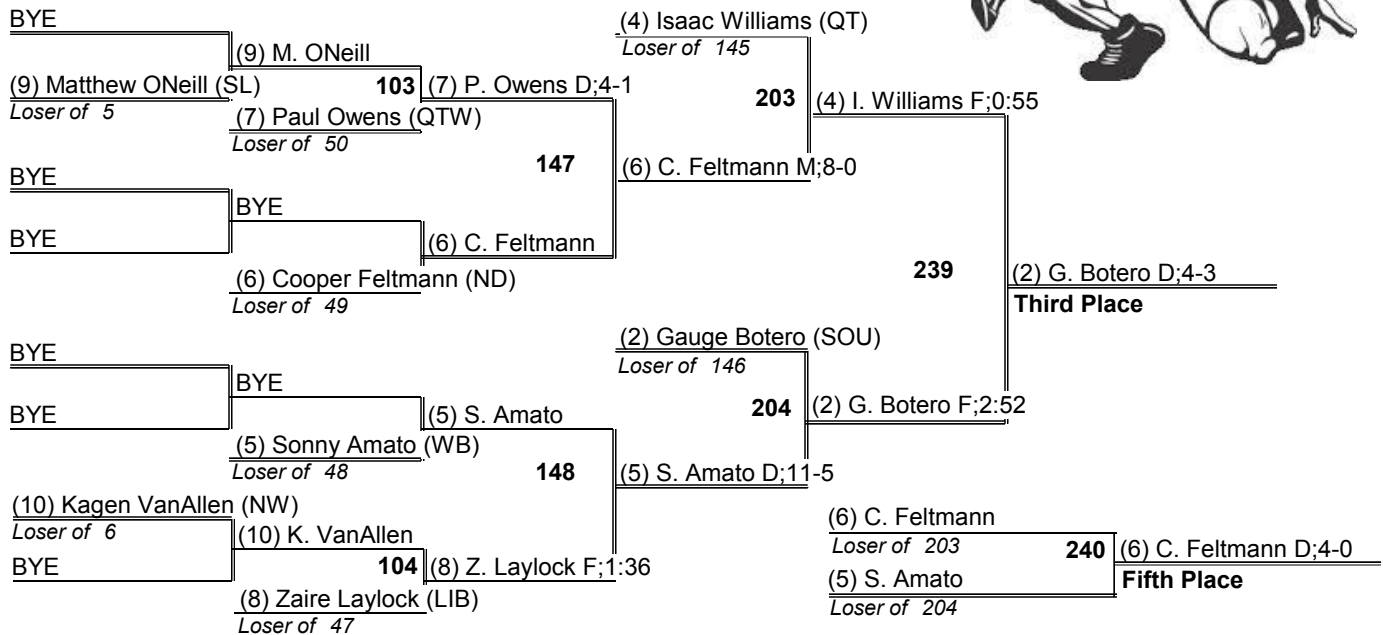 BYE
(4) Isaac Williams (QT)
Loser of 145
(9) M. ONeill
(9) Matthew ONeill (SL)
103
(7) P. Owens D;4-1
203
(4) I. Williams F;0:55
Loser of 5
(7) Paul Owens (QTW)
Loser of 50
147
(6) C. Feltmann M;8-0
BYE
BYE
BYE
(6) C. Feltmann
239
(2) G. Botero D;4-3
(6) Cooper Feltmann (ND)
Third Place
Loser of 49
(2) Gauge Botero (SOU)
BYE
Loser of 146
BYE
BYE
(5) S. Amato
204
(2) G. Botero F;2:52
(5) Sonny Amato (WB)
Loser of 48
148
(5) S. Amato D;11-5
(10) Kagen VanAllen (NW)
(6) C. Feltmann
Loser of 6
(10) K. VanAllen
Loser of 203
240
(6) C. Feltmann D;4-0
BYE
104
(8) Z. Laylock F;1:36
(5) S. Amato
Fifth Place
(8) Zaire Laylock (LIB)
Loser of 204
Loser of 47